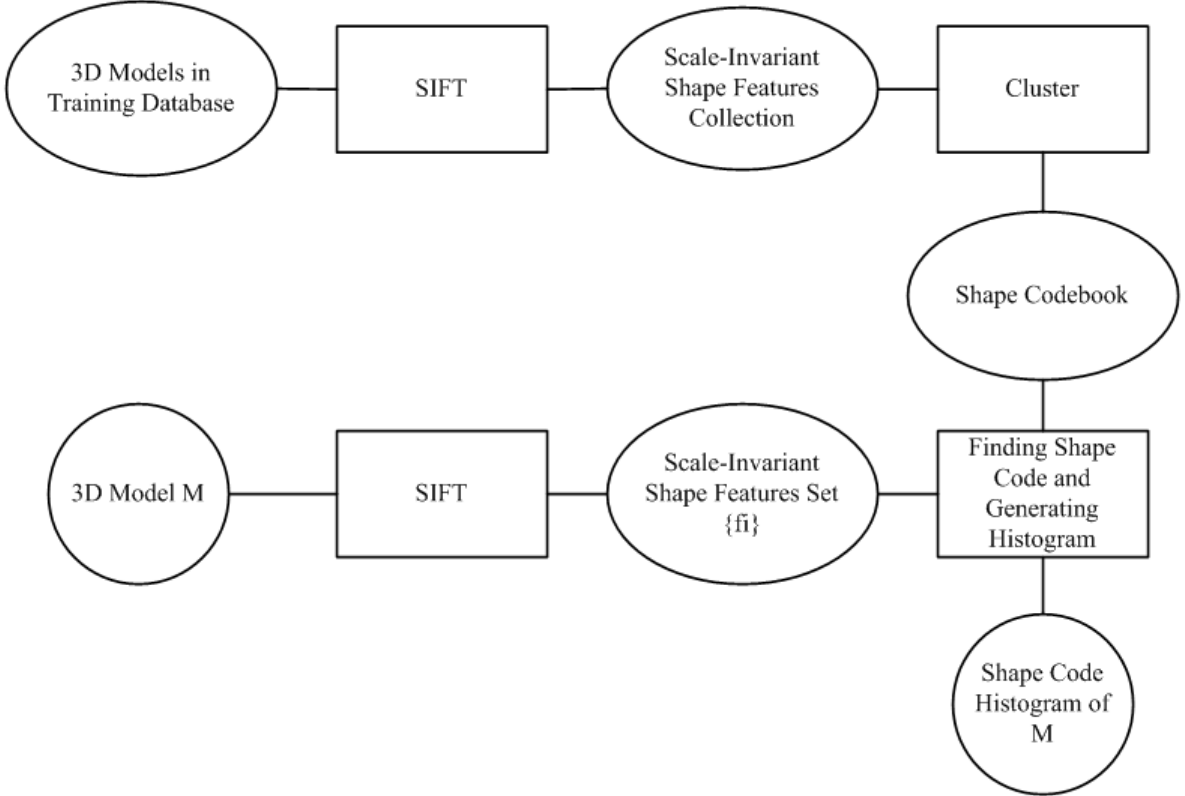 3D Models in
Training Database
SIFT
Scale-Invariant
Shape Features
Collection
Cluster
Shape Codebook
3D Model M
SIFT
Scale-Invariant
Shape Features Set
{fi}
Finding Shape
Code and
Generating
Histogram
Shape Code
Histogram of
M